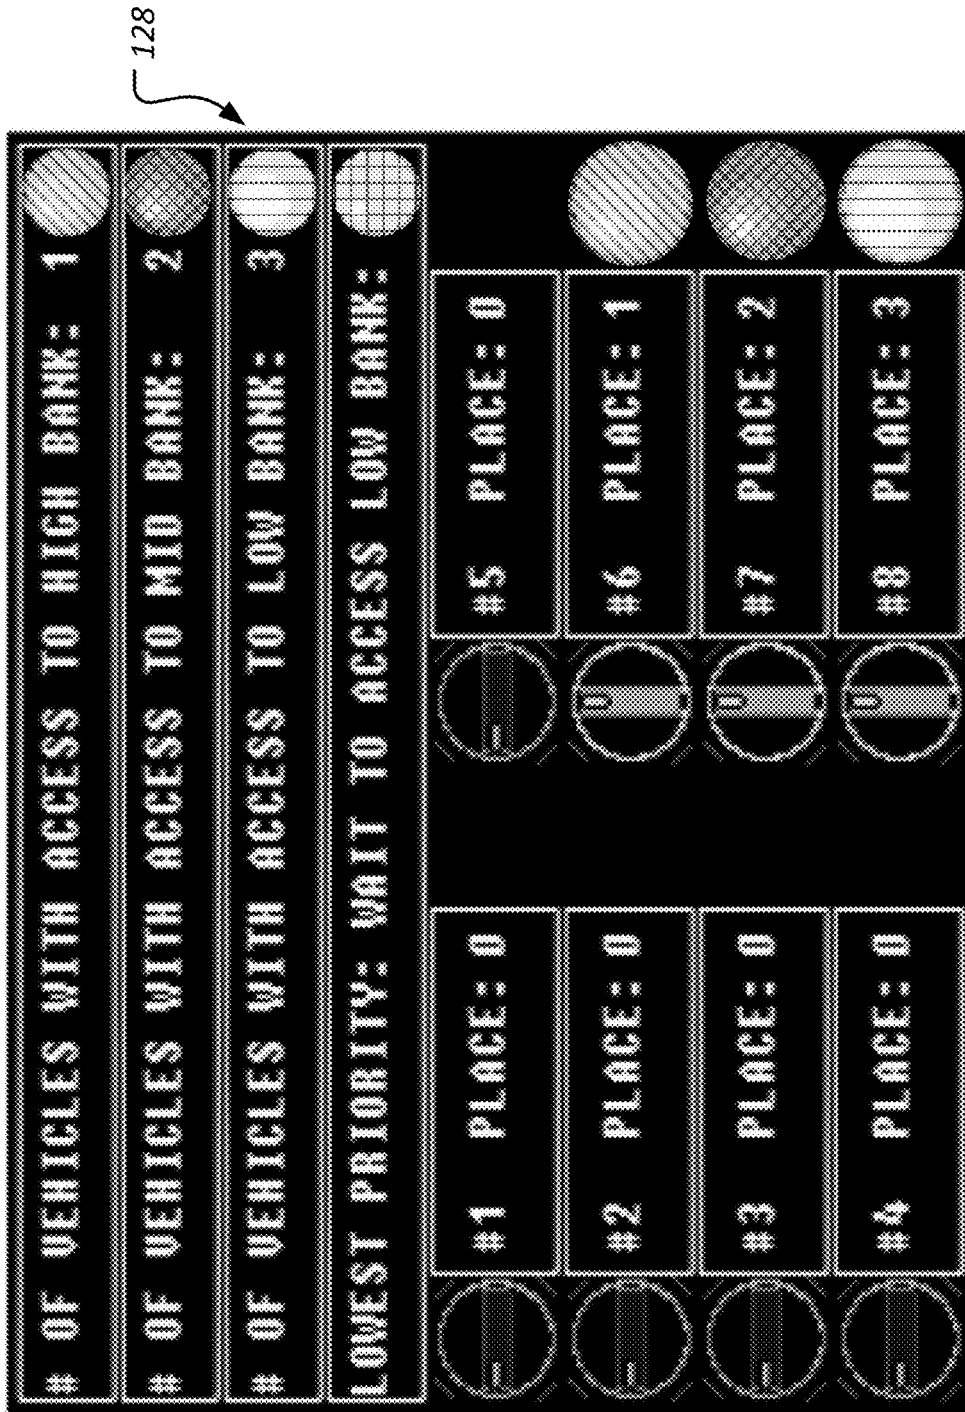 128
# OF VEHICLES WITH ACCESS TO HIGH BANK: 1
# OF VEHICLES WITH ACCESS TO MID BANK: 2
# OF VEHICLES WITH ACCESS TO LOW BANK: 3
LOWEST PRIORITY: WAIT TO ACCESS LOW BANK:
#1 PLACE: 0
#5 PLACE: 0
#2 PLACE: 0
#6 PLACE: 1
#3 PLACE: 0
#7 PLACE: 2
#4 PLACE: 0
#8 PLACE: 3